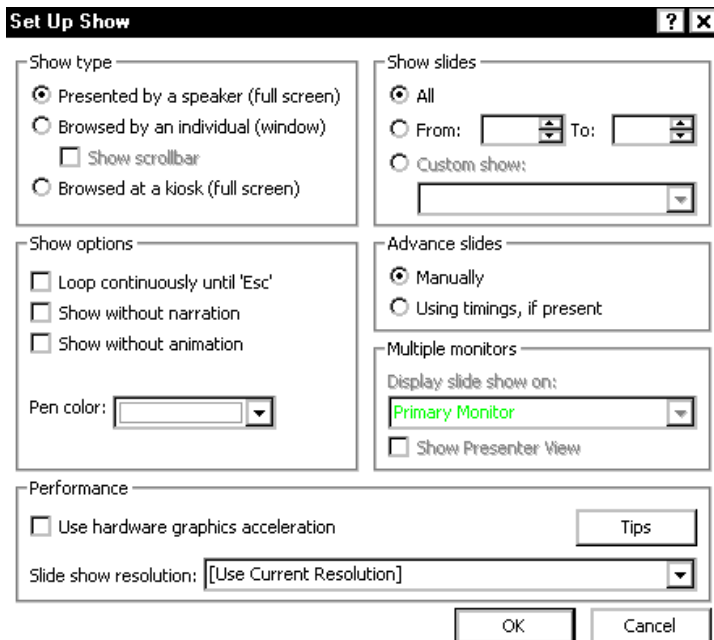 Set Up Show
Show type
Presented by a speaker (full screen)
Browsed by an individual (window)
Show scrollbar
Browsed at a kiosk (full screen)
Show slides
All
From: To:
Custom show:
Show options
Loop continuously until 'Esc'
Show without narration
Show without animation
Pen color:
Advance slides
Manually
Using timings, if present
Multiple monitors
Display slide show on:
Primary Monitor
Show Presenter View
Performance
Use hardware graphics acceleration
Tips
Slide show resolution: [Use Current Resolution]
OK Cancel